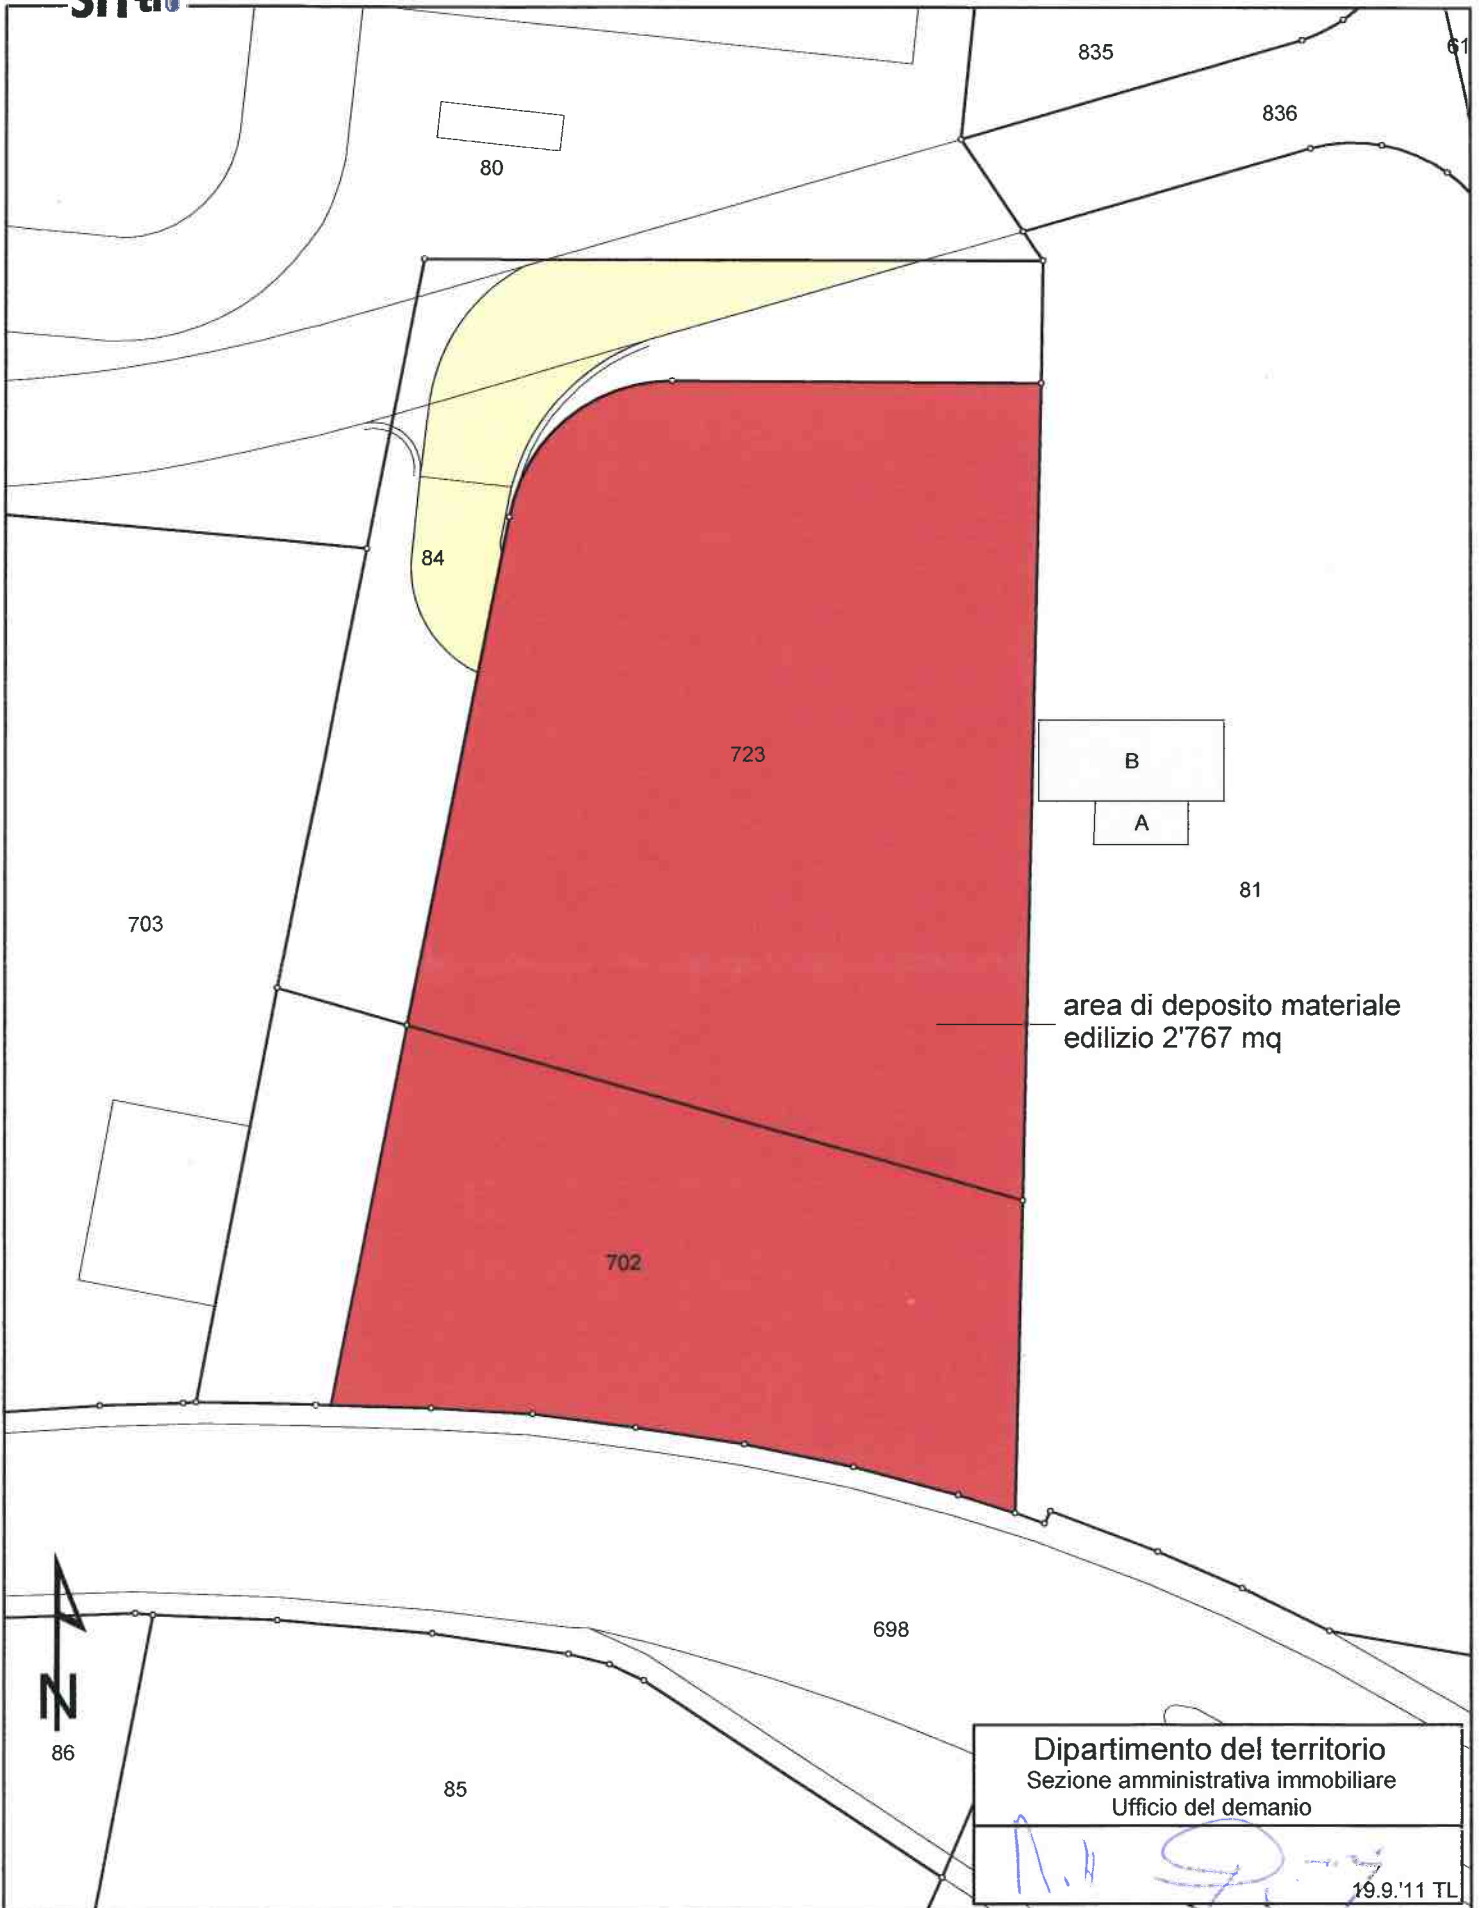 835
61
836
80
84
723
B
A
81
703
area di deposito materiale
edilizio 2'767 mq
702
698
N
86
85
Dipartimento del territorio
Sezione amministrativa immobiliare
Ufficio del demanio
19.9.'11 TL